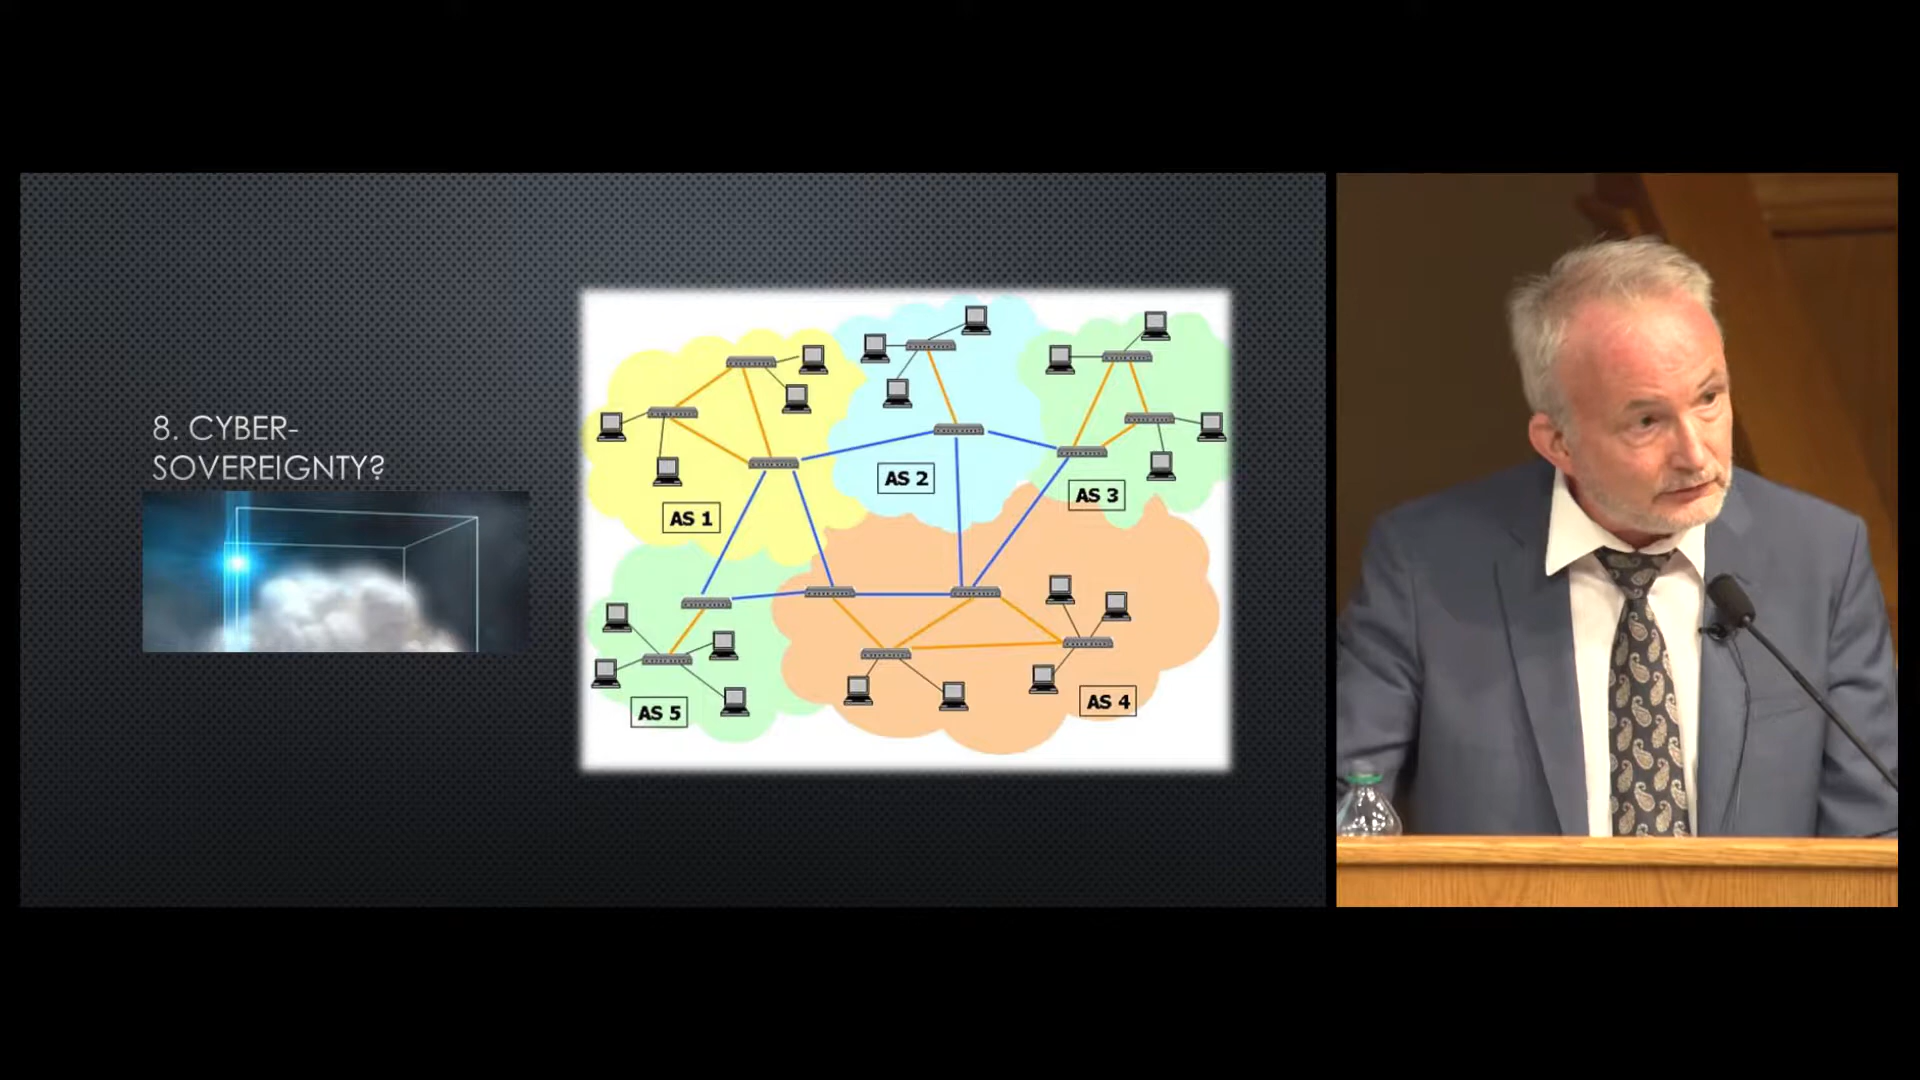 8. CYBER-
SOVEREIGNTY?
AS 1
AS 2
AS 3
AS 4
AS 5